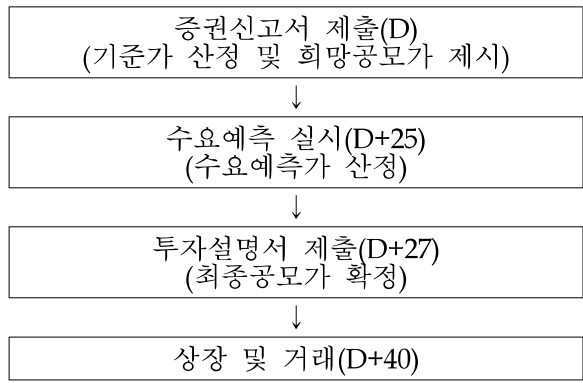 증권신고서 제출(D)
(기준가 산정 및 희망공모가 제시)
↓
수요예측 실시(D+25)
(수요예측가 산정)
↓
투자설명서 제출(D+27)
(최종공모가 확정)
↓
상장 및 거래(D+40)